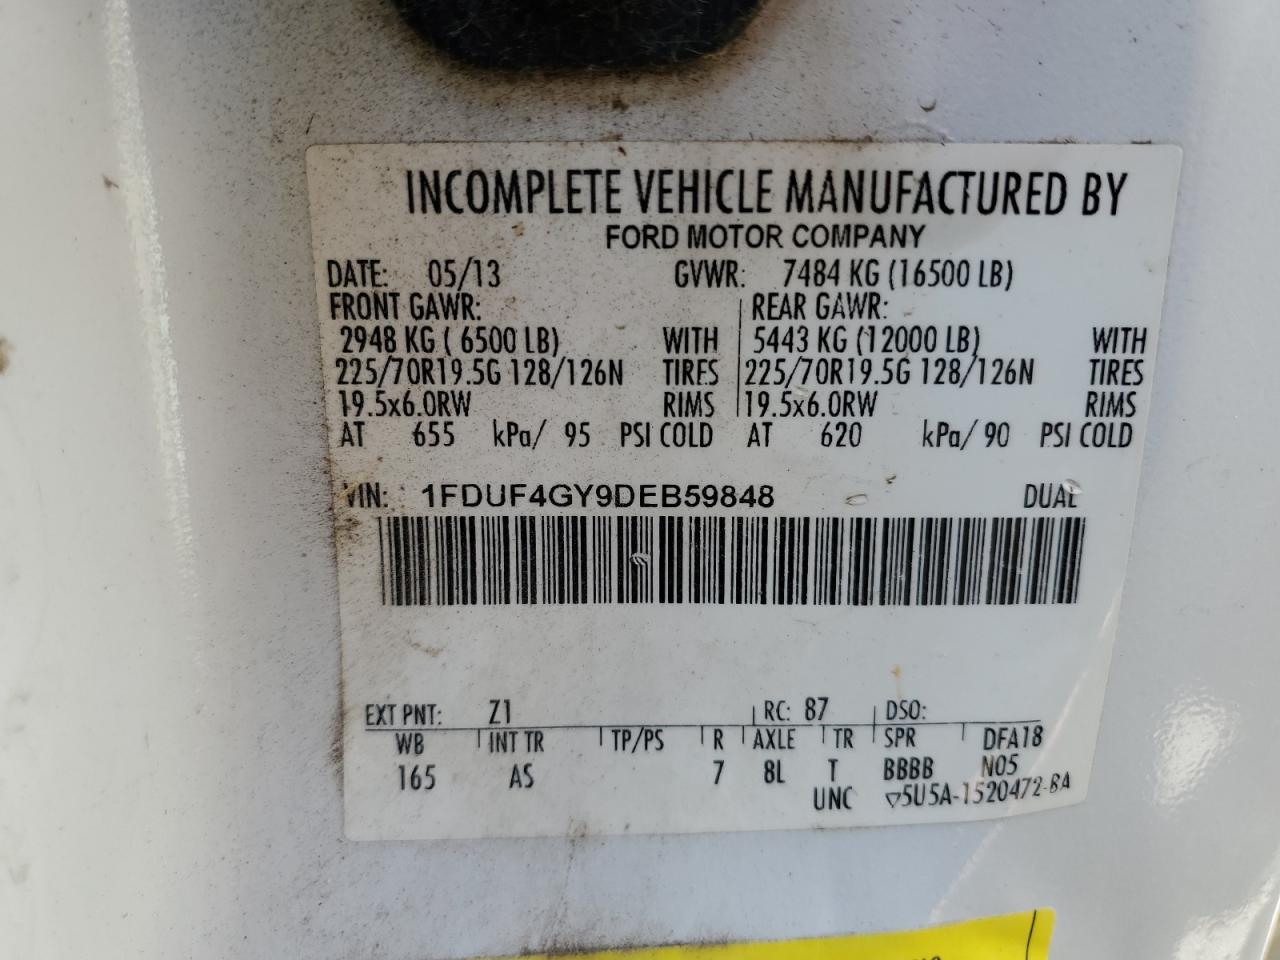 INCOMPLETE VEHICLE MANUFACTURED BY
FORD MOTOR COMPANY
DATE: 05/13 GVWR: 7484 KG (16500 LB)
FRONT GAWR: REAR GAWR:
2948 KG ( 6500 LB) WITH 5443 KG (12000 LB) WITH
225/70R19.5G 128/126N TIRES 225/70R19.5G 128/126N TIRES
19.5x6.0RW RIMS 19.5x6.0RW RIMS
AT 655 kPa/ 95 PSI COLD AT 620 kPa/ 90 PSI COLD
VIN: 1FDUF4GY9DEB59848 DUAL
EXT PNT: Z1 RC: 87 DSO:
WB INT TR TP/PS R AXLE TR SPR DFA18
165 AS 7 8L T BBBB N05
UNC ▽5U5A-1520472-BA